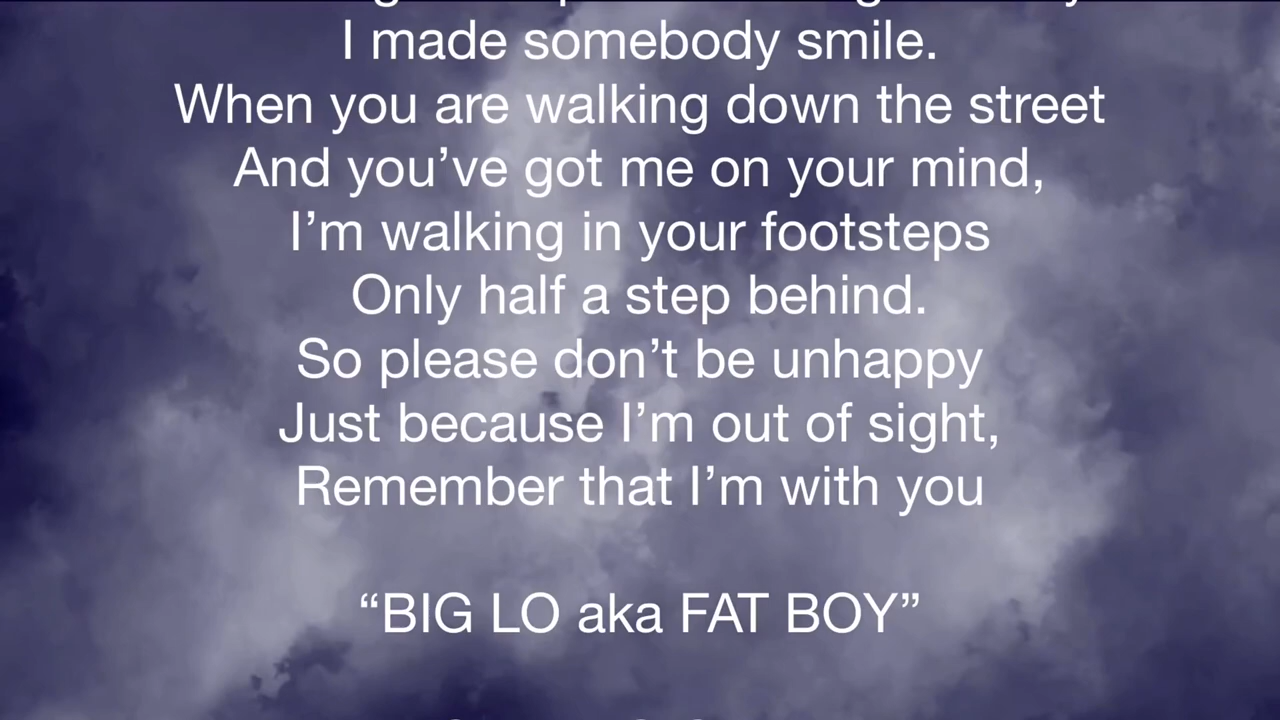 I made somebody smile.
When you are walking down the street
And you’ve got me on your mind,
I’m walking in your footsteps
Only half a step behind.
So please don’t be unhappy
Just because I’m out of sight,
Remember that I’m with you
“BIG LO aka FAT BOY”